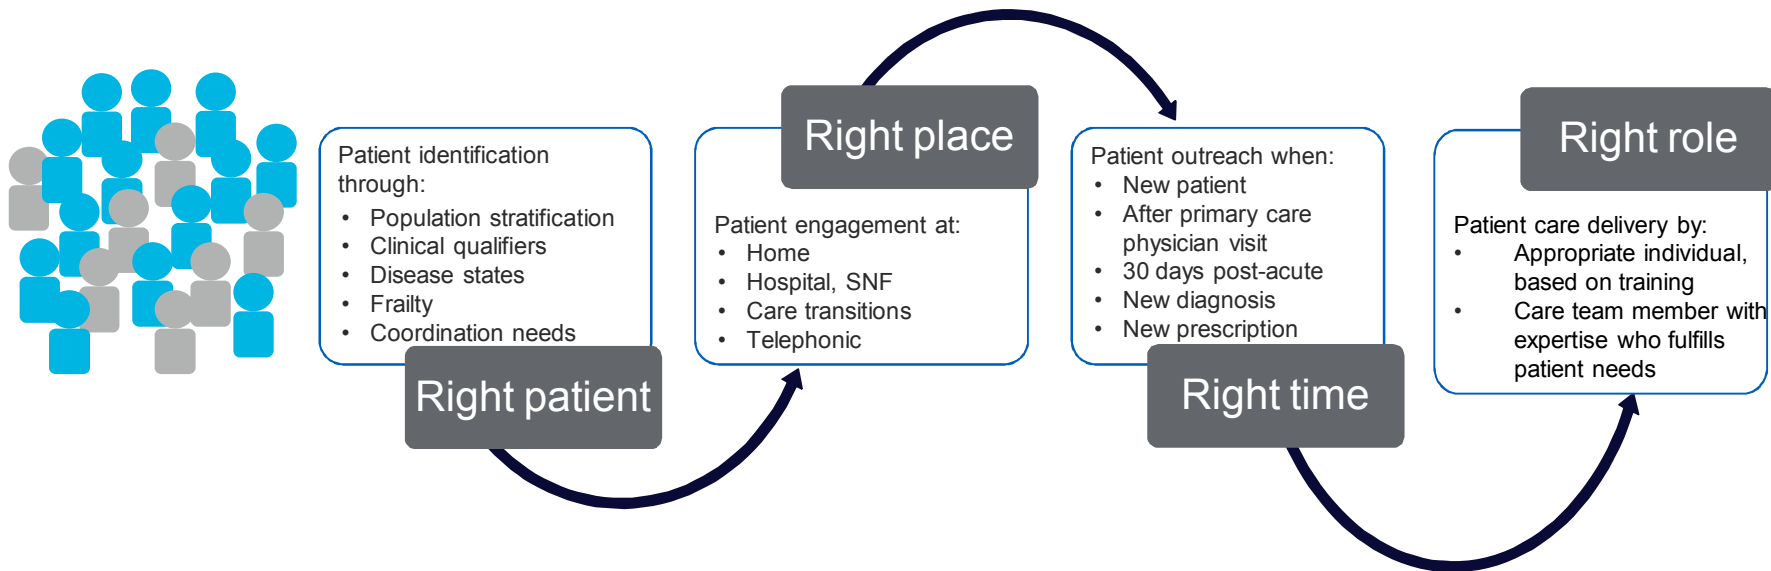 Patient identification
through:
• Population stratification
• Clinical qualifiers
• Disease states
• Frailty
• Coordination needs
Right patient
Right place
Patient engagement at:
• Home
• Hospital, SNF
• Care transitions
• Telephonic
Patient outreach when:
• New patient
• After primary care
physician visit
• 30 days post-acute
• New diagnosis
• New prescription
Right time
Right role
Patient care delivery by:
• Appropriate individual,
based on training
• Care team member with
expertise who fulfills
patient needs